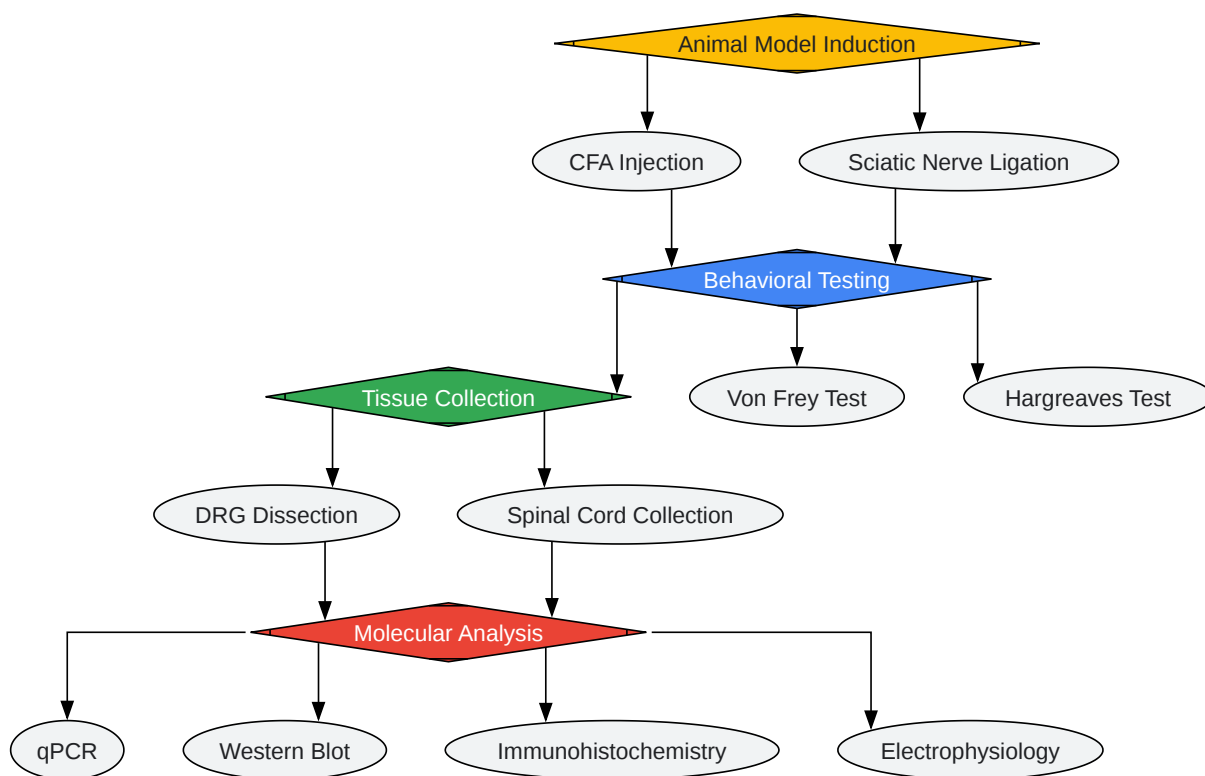 Animal Model Induction
CFA Injection
Sciatic Nerve Ligation
Behavioral Testing
Tissue Collection
Von Frey Test
Hargreaves Test
DRG Dissection
Spinal Cord Collection
Molecular Analysis
qPCR
Western Blot
Immunohistochemistry
Electrophysiology